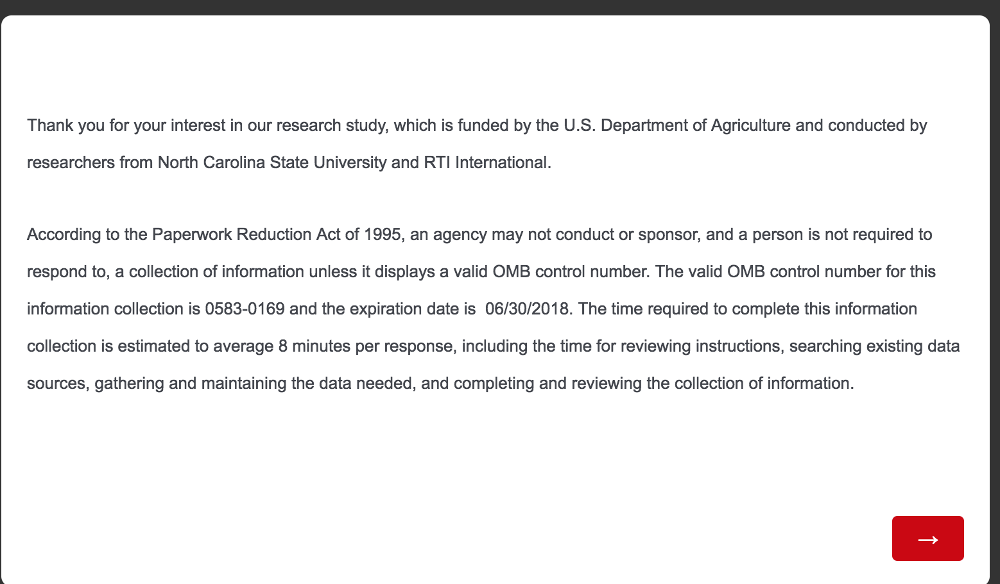 Thank you for your interest in our research study, which is funded by the U.S. Department of Agriculture and conducted by
researchers from North Carolina State University and RTI International.
According to the Paperwork Reduction Act of 1995, an agency may not conduct or sponsor, and a person is not required to
respond to, a collection of information unless it displays a valid OMB control number. The valid OMB control number for this
information collection is 0583-0169 and the expiration date is  06/30/2018. The time required to complete this information
collection is estimated to average 8 minutes per response, including the time for reviewing instructions, searching existing data
sources, gathering and maintaining the data needed, and completing and reviewing the collection of information.